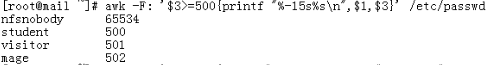 [root@mail ~]# awk -F: '$3>=500{printf "%-15s%s\n",$1,$3}' /etc/passwd
nfsnobody      65534
student        500
visitor        501
mage           502